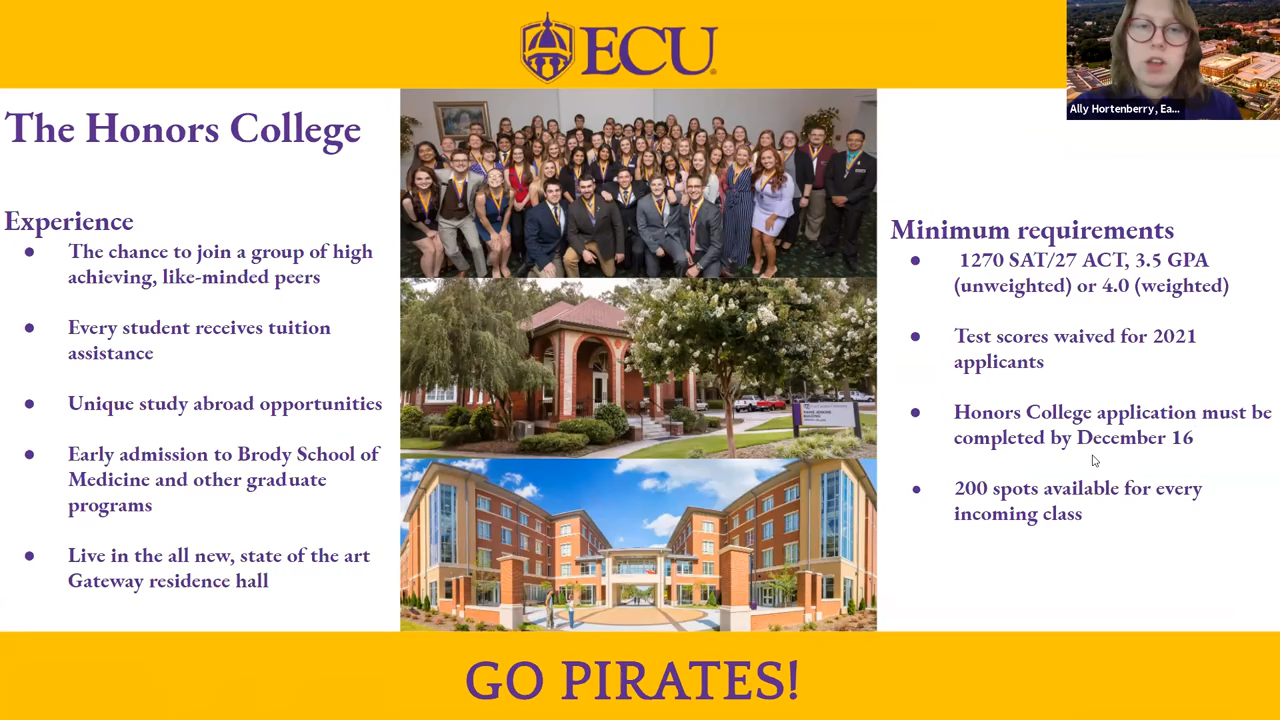 ECU
Ally Hortenberry, Ea...
The Honors College
Experience
● The chance to join a group of high
achieving, like-minded peers
● Every student receives tuition
assistance
● Unique study abroad opportunities
● Early admission to Brody School of
Medicine and other graduate
programs
● Live in the all new, state of the art
Gateway residence hall
Minimum requirements
● 1270 SAT/27 ACT, 3.5 GPA
(unweighted) or 4.0 (weighted)
● Test scores waived for 2021
applicants
● Honors College application must be
completed by December 16
● 200 spots available for every
incoming class
GO PIRATES!